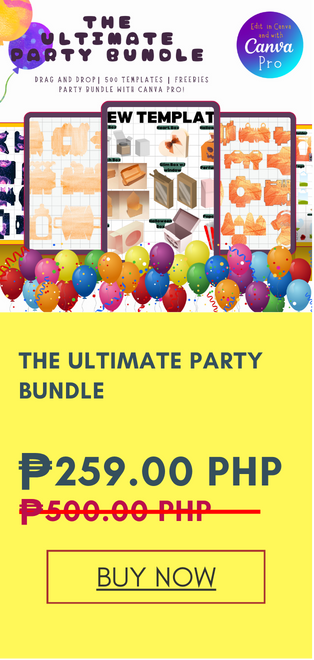 THE
ULTIMATE
PARTY BUNDLE
Edit in Canva
and with
Canva
Pro
DRAG AND DROP| 500 TEMPLATES | FREEBIES
PARTY BUNDLE WITH CANVA PRO!
EW TEMPLAT
THE ULTIMATE PARTY
BUNDLE
₱259.00 PHP
₱500.00 PHP
BUY NOW